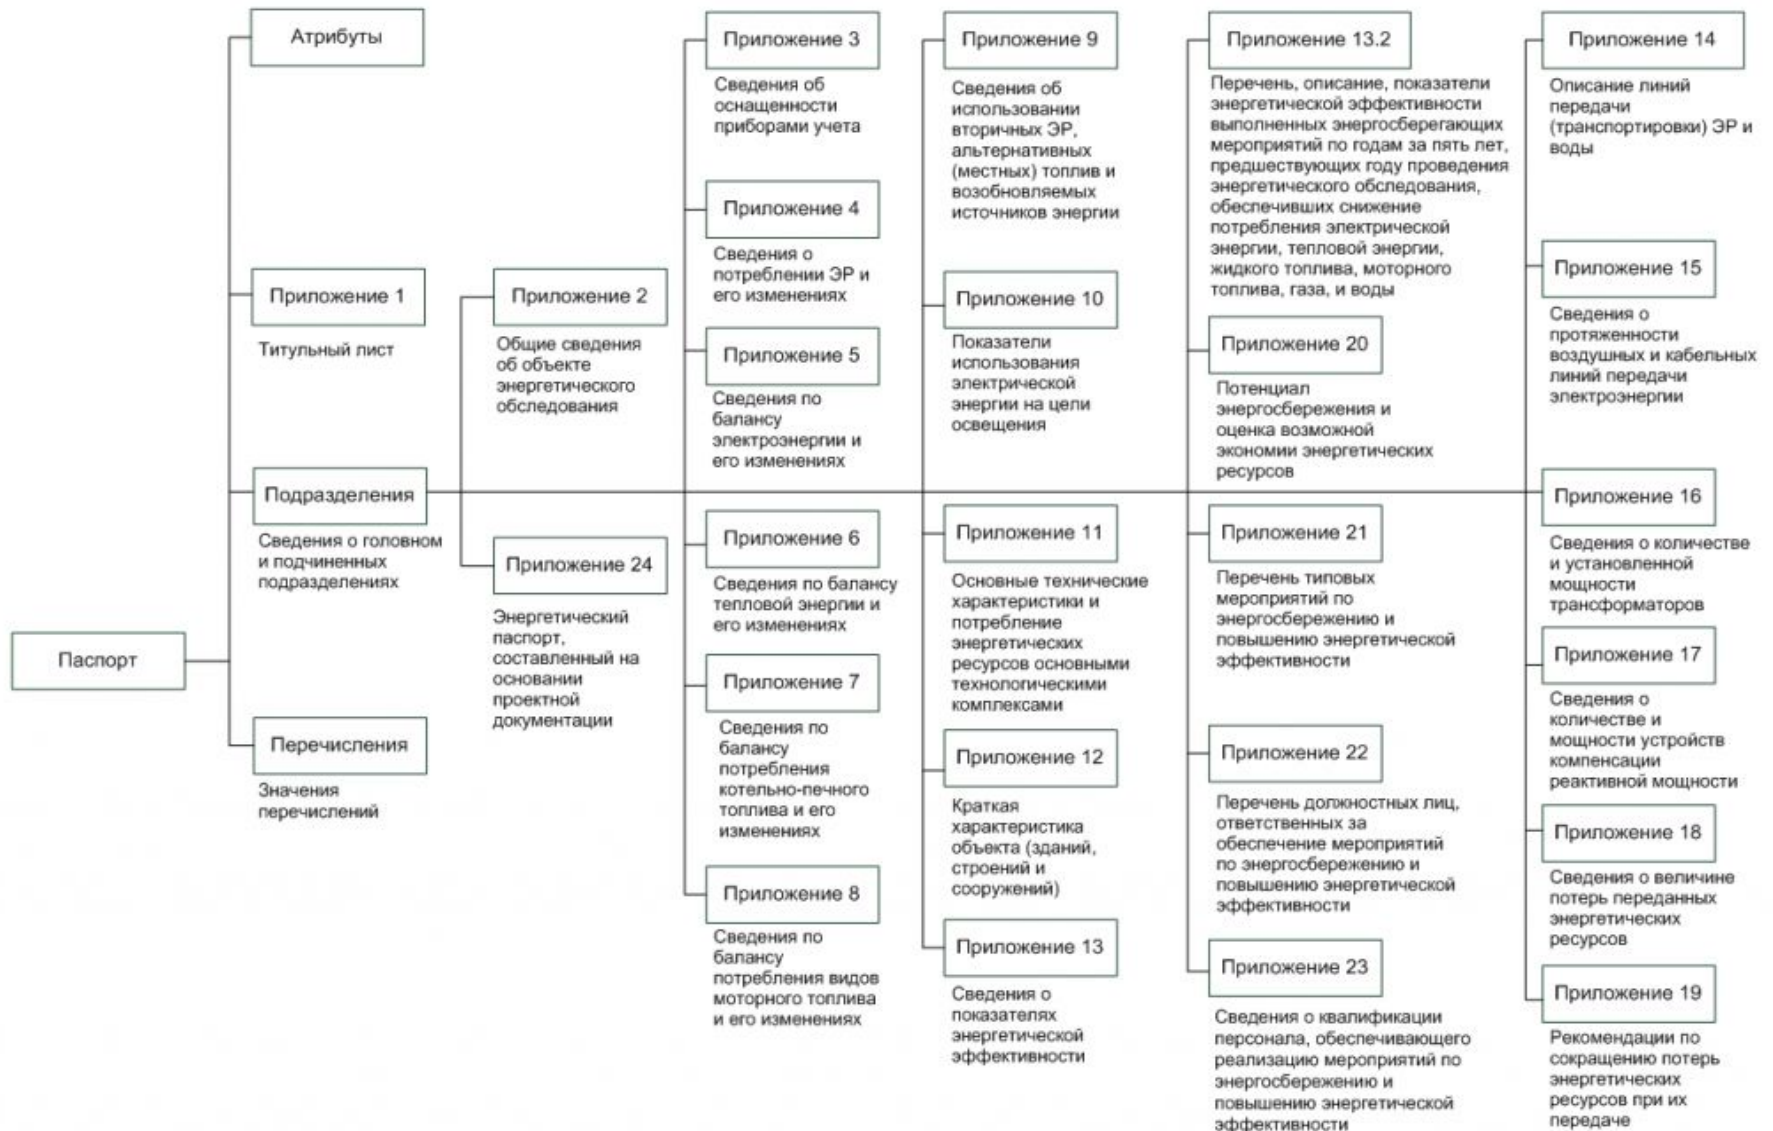 Паспорт
Атрибуты
Приложение 1
Титульный лист
Подразделения
Сведения о головном
и подчиненных
подразделениях
Перечисления
Значения
перечислений
Приложение 2
Общие сведения
об объекте
энергетического
обследования
Приложение 24
Энергетический
паспорт,
составленный на
основании
проектной
документации
Приложение 3
Сведения об
оснащенности
приборами учета
Приложение 4
Сведения о
потреблении ЭР и
его изменениях
Приложение 5
Сведения по
балансу
электроэнергии и
его изменениях
Приложение 6
Сведения по балансу
тепловой энергии и
его изменениях
Приложение 7
Сведения по
балансу
потребления
котельно-печного
топлива и его
изменениях
Приложение 8
Сведения по
балансу
потребления видов
моторного топлива
и его изменениях
Приложение 9
Сведения об
использовании
вторичных ЭР,
альтернативных
(местных) топлив и
возобновляемых
источников энергии
Приложение 10
Показатели
использования
электрической
энергии на цели
освещения
Приложение 11
Основные технические
характеристики и
потребление
энергетических
ресурсов основными
технологическими
комплексами
Приложение 12
Краткая
характеристика
объекта (зданий,
строений и
сооружений)
Приложение 13
Сведения о
показателях
энергетической
эффективности
Приложение 13.2
Перечень, описание, показатели
энергетической эффективности
выполненных энергосберегающих
мероприятий по годам за пять лет,
предшествующих году проведения
энергетического обследования,
обеспечивших снижение
потребления электрической
энергии, тепловой энергии,
жидкого топлива, моторного
топлива, газа, и воды
Приложение 20
Потенциал
энергосбережения и
оценка возможной
экономии энергетических
ресурсов
Приложение 21
Перечень типовых
мероприятий по
энергосбережению и
повышению энергетической
эффективности
Приложение 22
Перечень должностных лиц,
ответственных за
обеспечение мероприятий
по энергосбережению и
повышению энергетической
эффективности
Приложение 23
Сведения о квалификации
персонала, обеспечивающего
реализацию мероприятий по
энергосбережению и
повышению энергетической
эффективности
Приложение 14
Описание линий
передачи
(транспортировки) ЭР и
воды
Приложение 15
Сведения о
протяженности
воздушных и кабельных
линий передачи
электроэнергии
Приложение 16
Сведения о количестве
и установленной
мощности
трансформаторов
Приложение 17
Сведения о
количестве и
мощности устройств
компенсации
реактивной мощности
Приложение 18
Сведения о величине
потерь переданных
энергетических
ресурсов
Приложение 19
Рекомендации по
сокращению потерь
энергетических
ресурсов при их
передаче